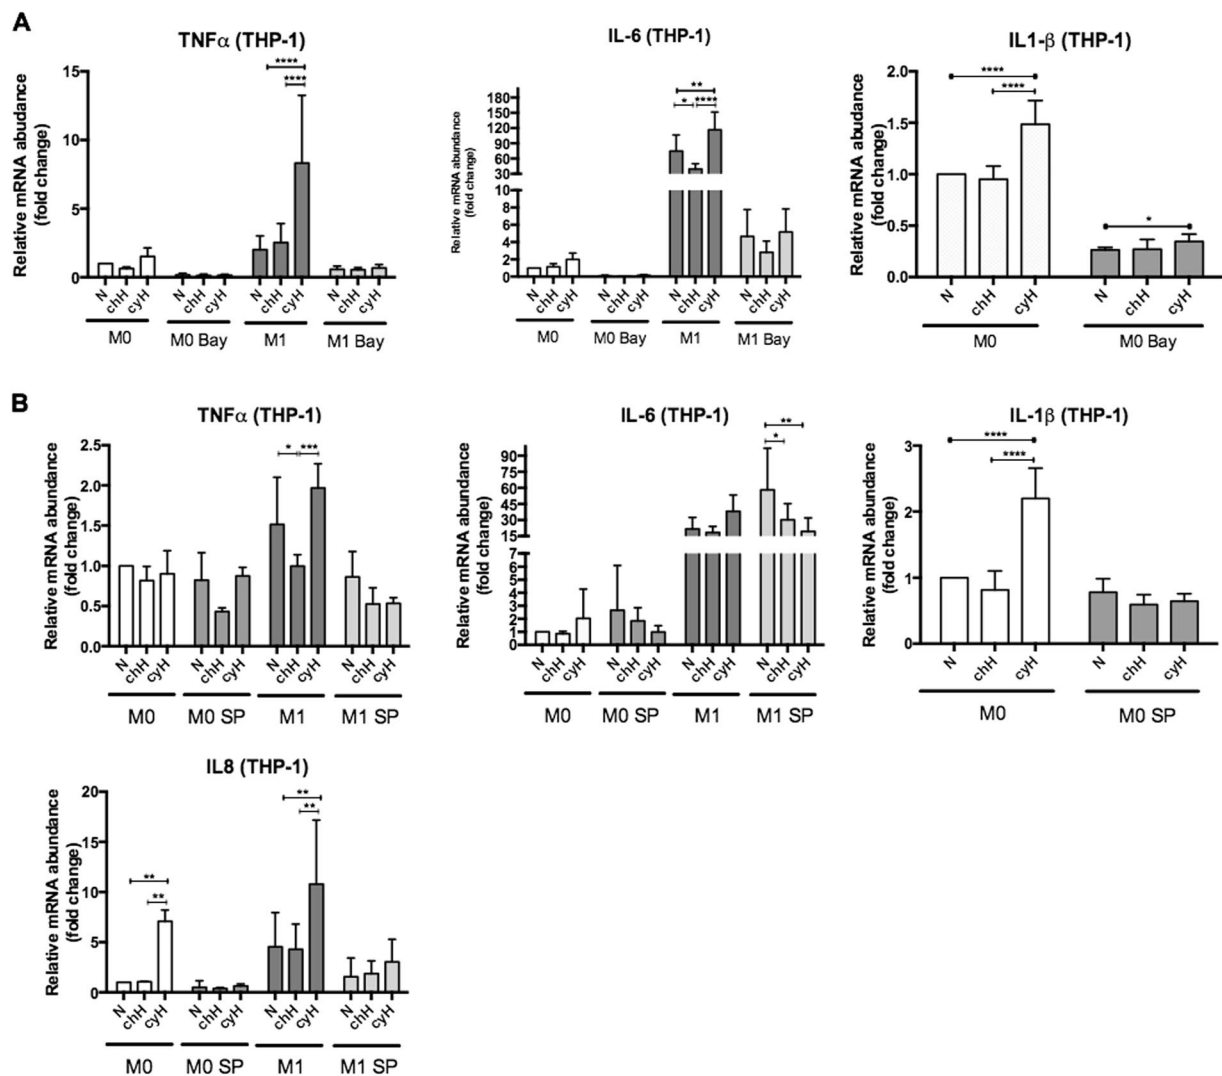 A
TNFα (THP-1)
Relative mRNA abudance
(fold change)
15
10
5
0
****
****
N chH cyH N chH cyH N chH cyH N chH cyH
M0 M0 Bay M1 M1 Bay
IL-6 (THP-1)
Relative mRNA abundance
(fold change)
180
150
120
90
60
30
10
8
6
4
2
0
**
* ****
N chH cyH N chH cyH N chH cyH N chH cyH
M0 M0 Bay M1 M1 Bay
IL1-β (THP-1)
Relative mRNA abundance
(fold change)
2.0
1.5
1.0
0.5
0.0
****
****
*
N chH cyH N chH cyH
M0 M0 Bay
B
TNFα (THP-1)
Relative mRNA abundance
(fold change)
2.5
2.0
1.5
1.0
0.5
0.0
* ***
N chH cyH N chH cyH N chH cyH N chH cyH
M0 M0 SP M1 M1 SP
IL-6 (THP-1)
Relative mRNA abundance
(fold change)
90
75
60
45
30
15
7
6
5
4
3
2
1
0
**
*
N chH cyH N chH cyH N chH cyH N chH cyH
M0 M0 SP M1 M1 SP
IL-1β (THP-1)
Relative mRNA abundance
(fold change)
3
2
1
0
****
****
N chH cyH N chH cyH
M0 M0 SP
IL8 (THP-1)
Relative mRNA abundance
(fold change)
20
15
10
5
0
**
**
**
**
N chH cyH N chH cyH N chH cyH N chH cyH
M0 M0 SP M1 M1 SP